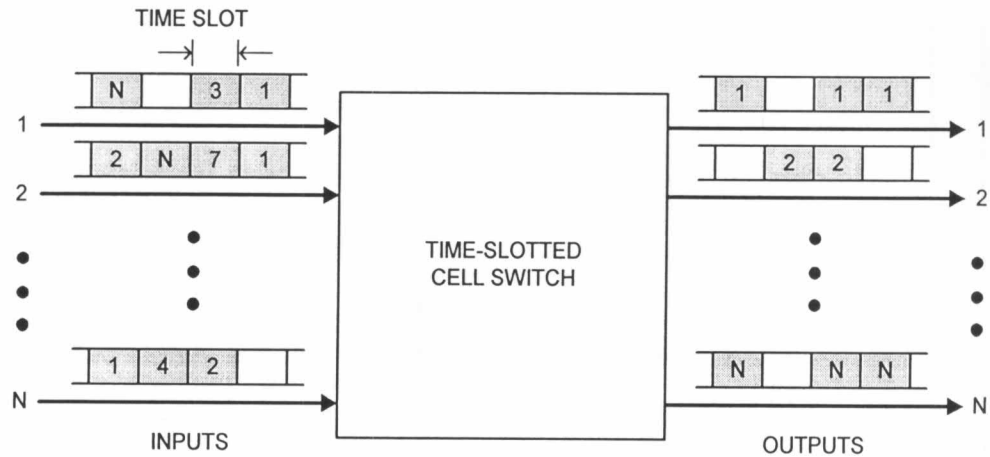 TIME SLOT
N 3 1
1
2 N 7 1
2
1 4 2
N
INPUTS
TIME-SLOTTED
CELL SWITCH
1 1 1
1
2 2
2
N N N
N
OUTPUTS